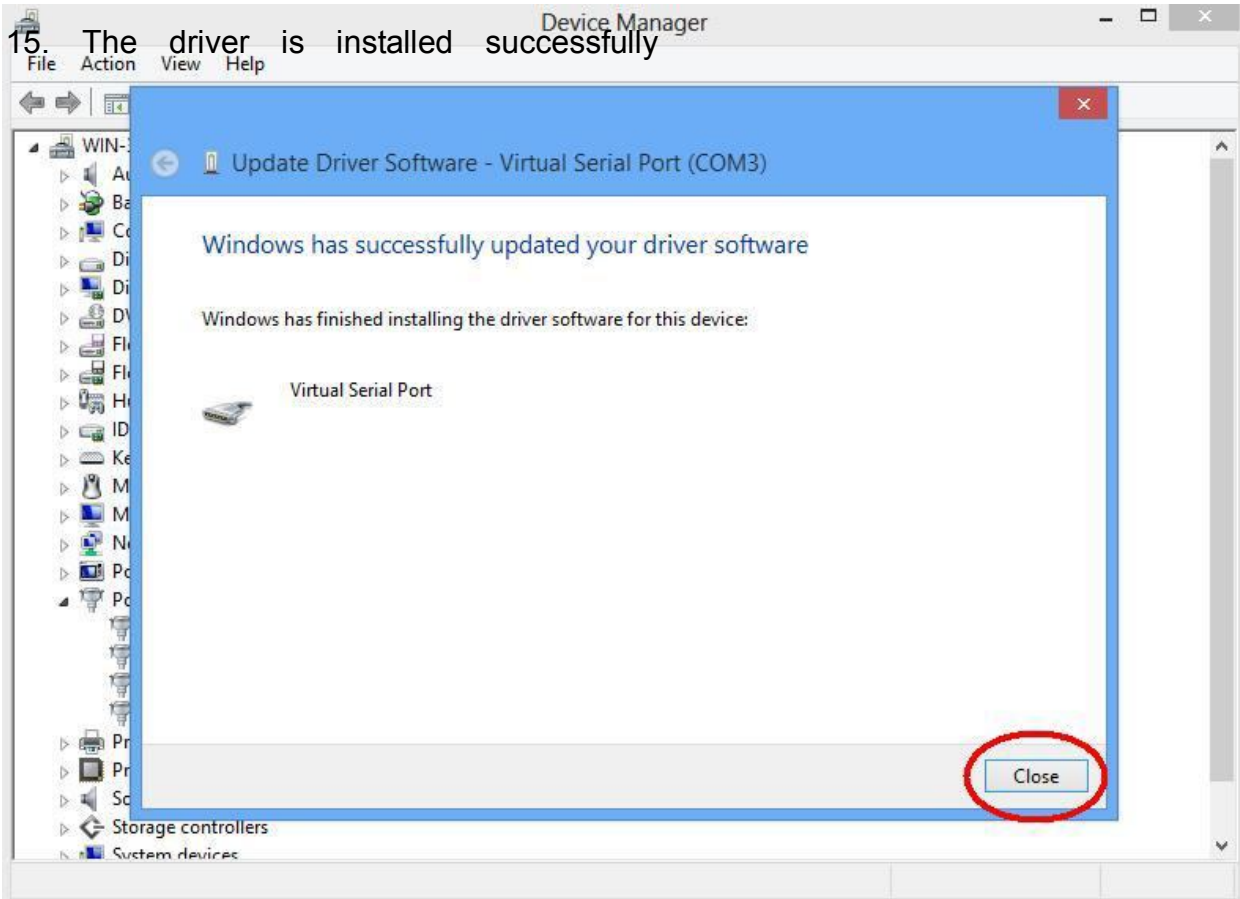 Device Manager
15. The driver is installed successfully
File Action View Help
Update Driver Software - Virtual Serial Port (COM3)
Windows has successfully updated your driver software
Windows has finished installing the driver software for this device:
Virtual Serial Port
Close
Storage controllers
System devices